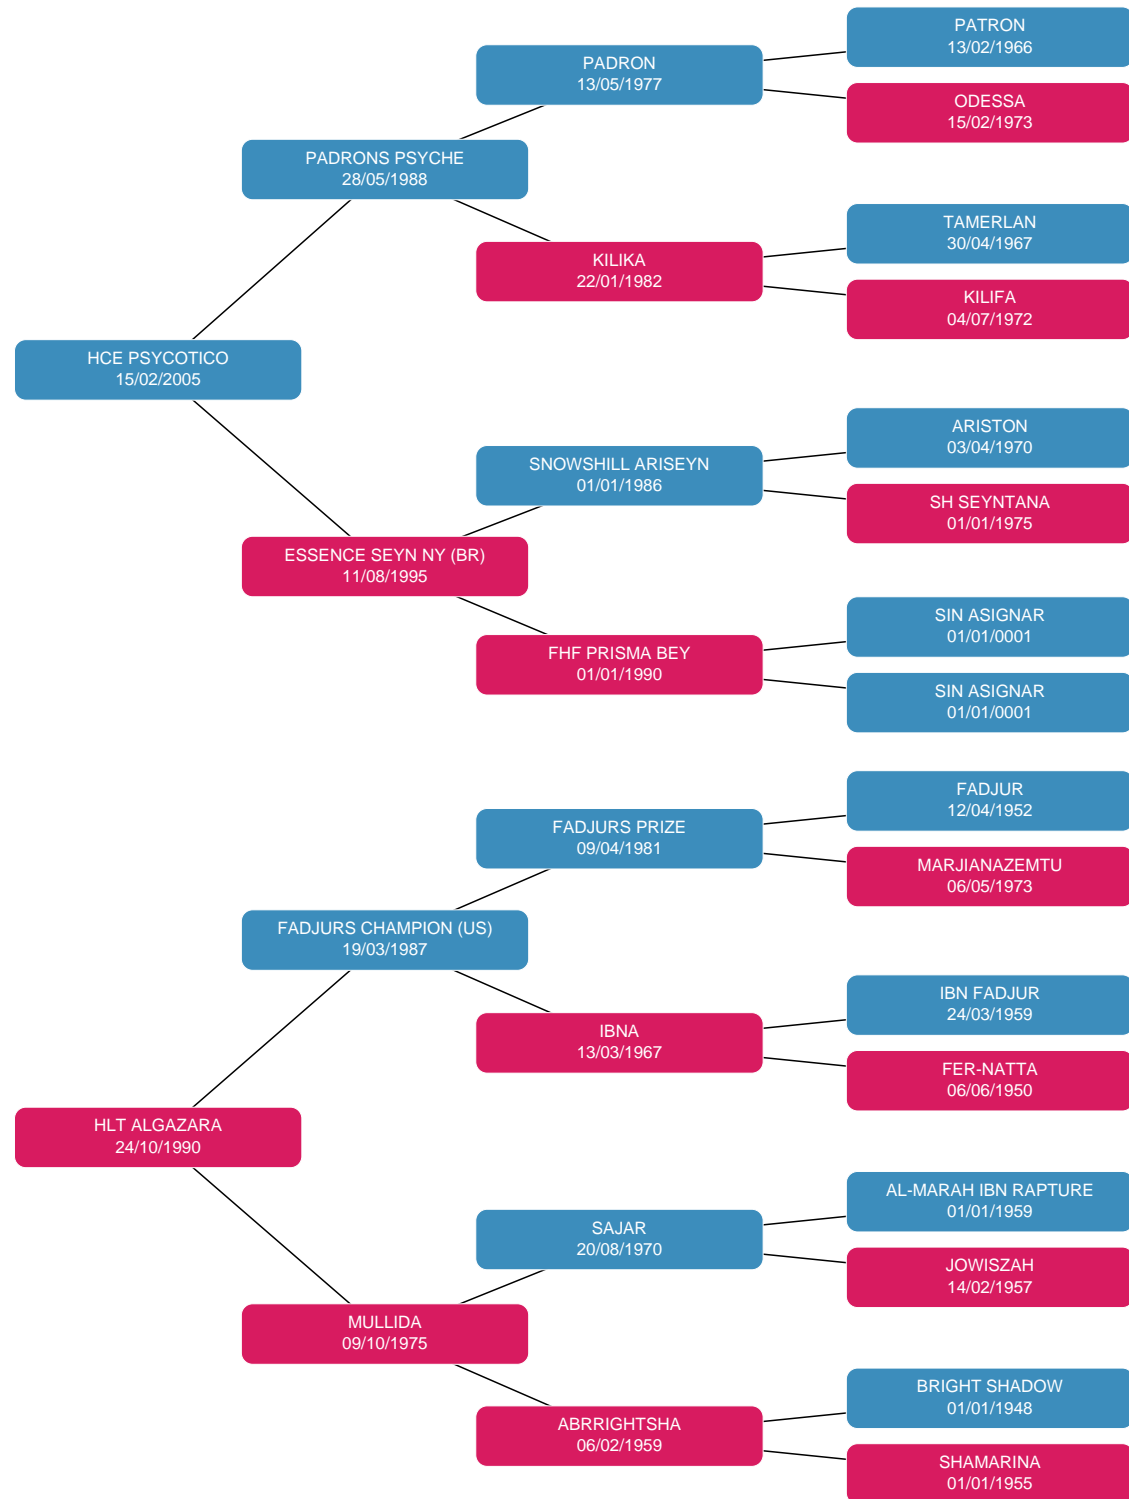 PATRON
13/02/1966
PADRON
13/05/1977
ODESSA
15/02/1973
PADRONS PSYCHE
28/05/1988
TAMERLAN
30/04/1967
KILIKA
22/01/1982
KILIFA
04/07/1972
HCE PSYCOTICO
15/02/2005
ARISTON
03/04/1970
SNOWSHILL ARISEYN
01/01/1986
SH SEYNTANA
01/01/1975
ESSENCE SEYN NY (BR)
11/08/1995
SIN ASIGNAR
01/01/0001
FHF PRISMA BEY
01/01/1990
SIN ASIGNAR
01/01/0001
FADJUR
12/04/1952
FADJURS PRIZE
09/04/1981
MARJIANAZEMTU
06/05/1973
FADJURS CHAMPION (US)
19/03/1987
IBN FADJUR
24/03/1959
IBNA
13/03/1967
FER-NATTA
06/06/1950
HLT ALGAZARA
24/10/1990
AL-MARAH IBN RAPTURE
01/01/1959
SAJAR
20/08/1970
JOWISZAH
14/02/1957
MULLIDA
09/10/1975
BRIGHT SHADOW
01/01/1948
ABRRIGHTSHA
06/02/1959
SHAMARINA
01/01/1955